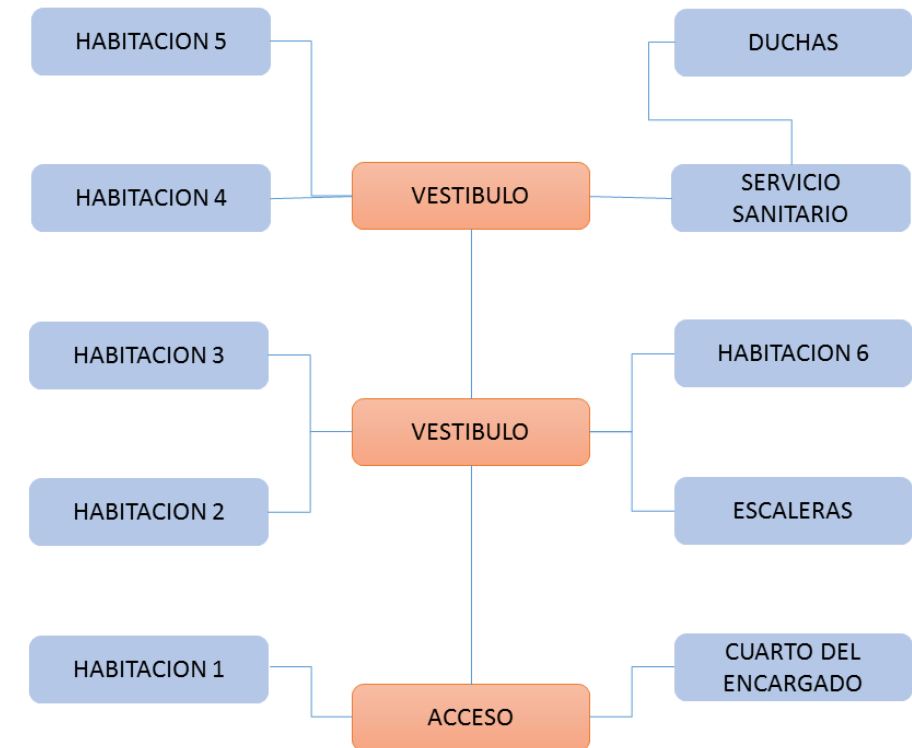 HABITACION 5
DUCHAS
HABITACION 4
VESTIBULO
SERVICIO
SANITARIO
HABITACION 3
HABITACION 6
VESTIBULO
HABITACION 2
ESCALERAS
HABITACION 1
CUARTO DEL
ENCARGADO
ACCESO